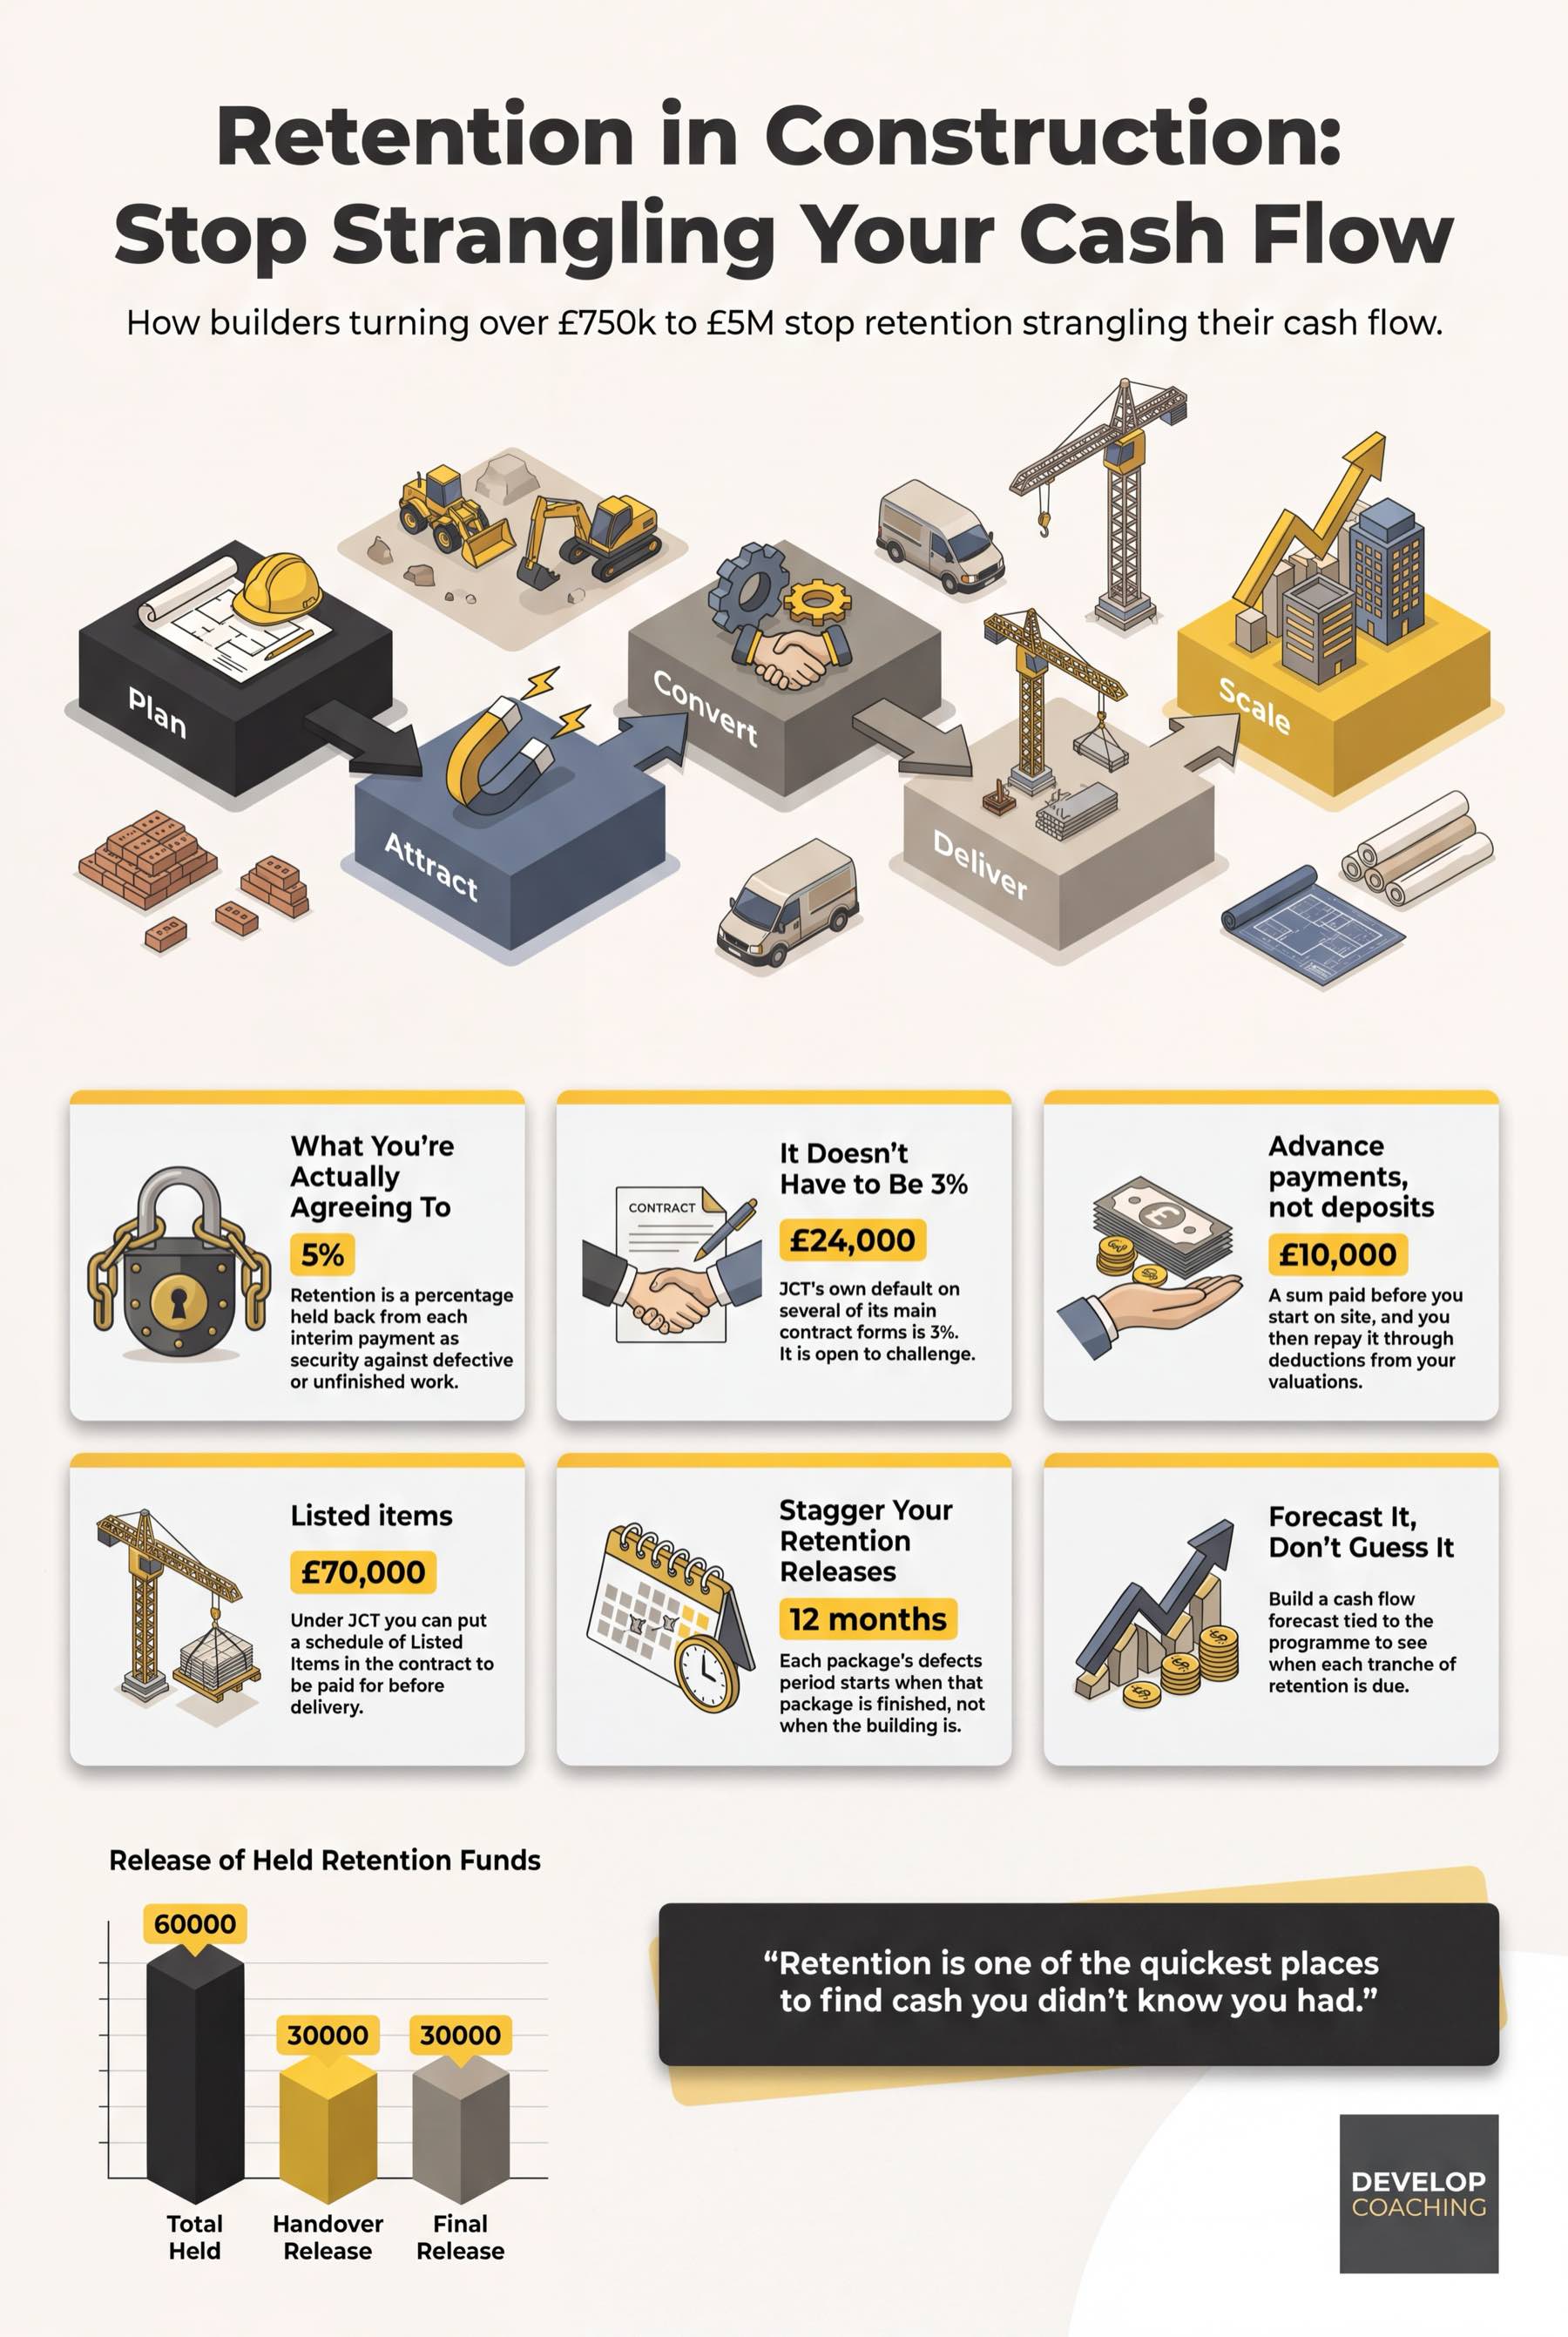 Retention in Construction:
Stop Strangling Your Cash Flow
How builders turning over £750k to £5M stop retention strangling their cash flow.
Plan
Attract
Convert
Deliver
Scale
What You're
Actually
Agreeing To
5%
Retention is a percentage
held back from each
interim payment as
security against defective
or unfinished work.
CONTRACT
It Doesn't
Have to Be 3%
£24,000
JCT's own default on
several of its main
contract forms is 3%.
It is open to challenge.
£
Advance
payments,
not deposits
£10,000
A sum paid before you
start on site, and you
then repay it through
deductions from your
valuations.
Listed items
£70,000
Under JCT you can put
a schedule of Listed
Items in the contract to
be paid for before
delivery.
Stagger Your
Retention
Releases
12 months
Each package's defects
period starts when that
package is finished, not
when the building is.
Forecast It,
Don't Guess It
Build a cash flow
forecast tied to the
programme to see
when each tranche of
retention is due.
Release of Held Retention Funds
60000
30000
30000
Total
Held
Handover
Release
Final
Release
“Retention is one of the quickest places
to find cash you didn't know you had.”
DEVELOP
COACHING